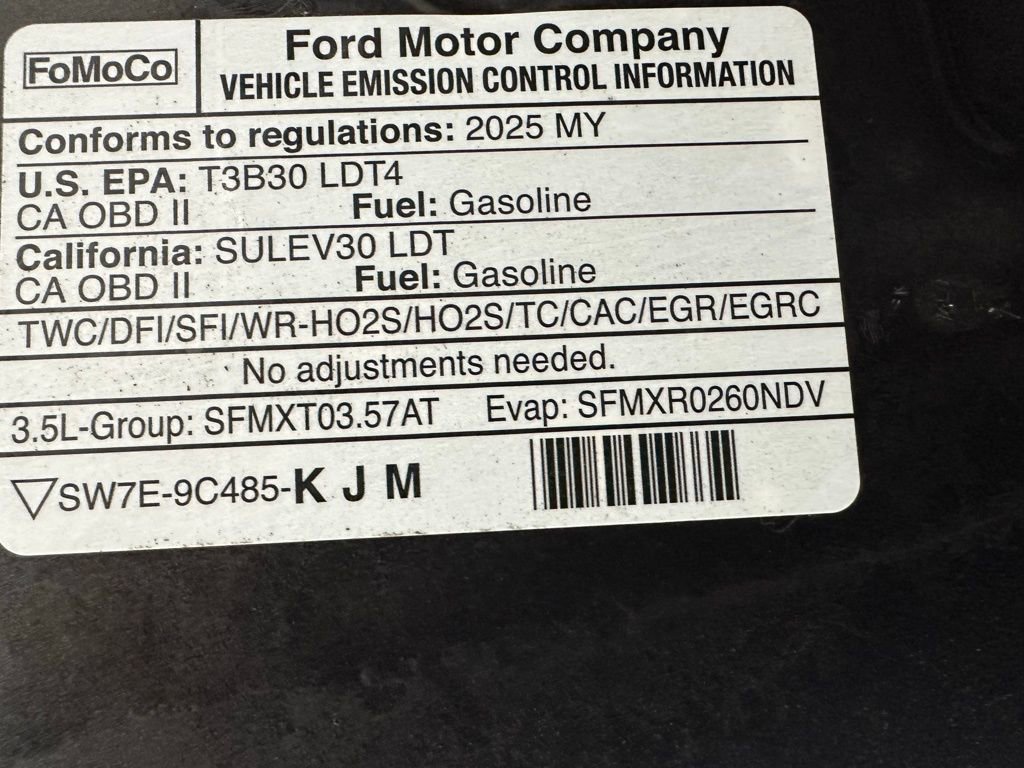 FoMoCo
Ford Motor Company
VEHICLE EMISSION CONTROL INFORMATION
Conforms to regulations: 2025 MY
U.S. EPA: T3B30 LDT4
CA OBD II Fuel: Gasoline
California: SULEV30 LDT
CA OBD II Fuel: Gasoline
TWC/DFI/SFI/WR-HO2S/HO2S/TC/CAC/EGR/EGRC
No adjustments needed.
3.5L-Group: SFMXT03.57AT Evap: SFMXR0260NDV
▽SW7E-9C485-K J M